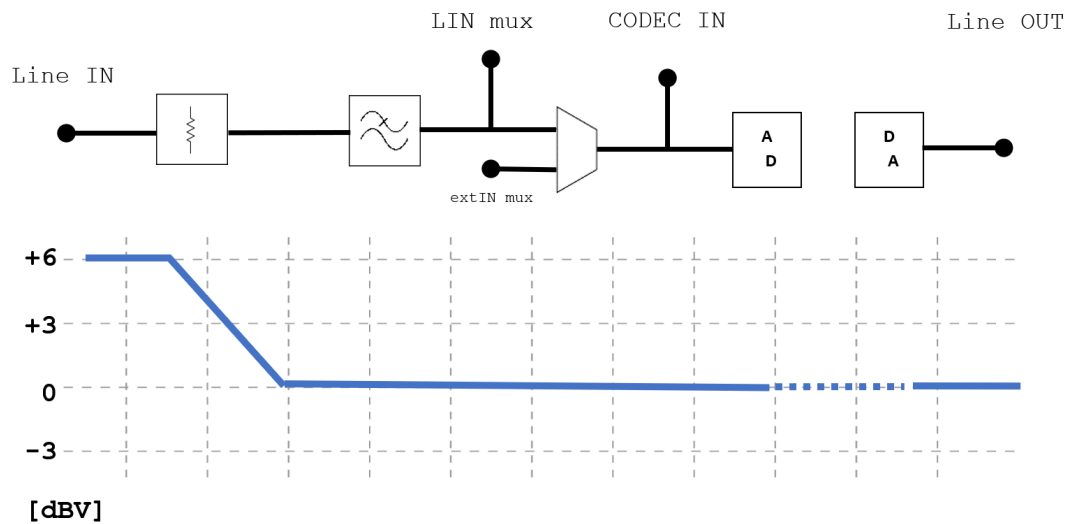 LIN mux
CODEC IN
Line OUT
Line IN
A
D
D
A
extIN mux
+6
+3
0
-3
[dBV]